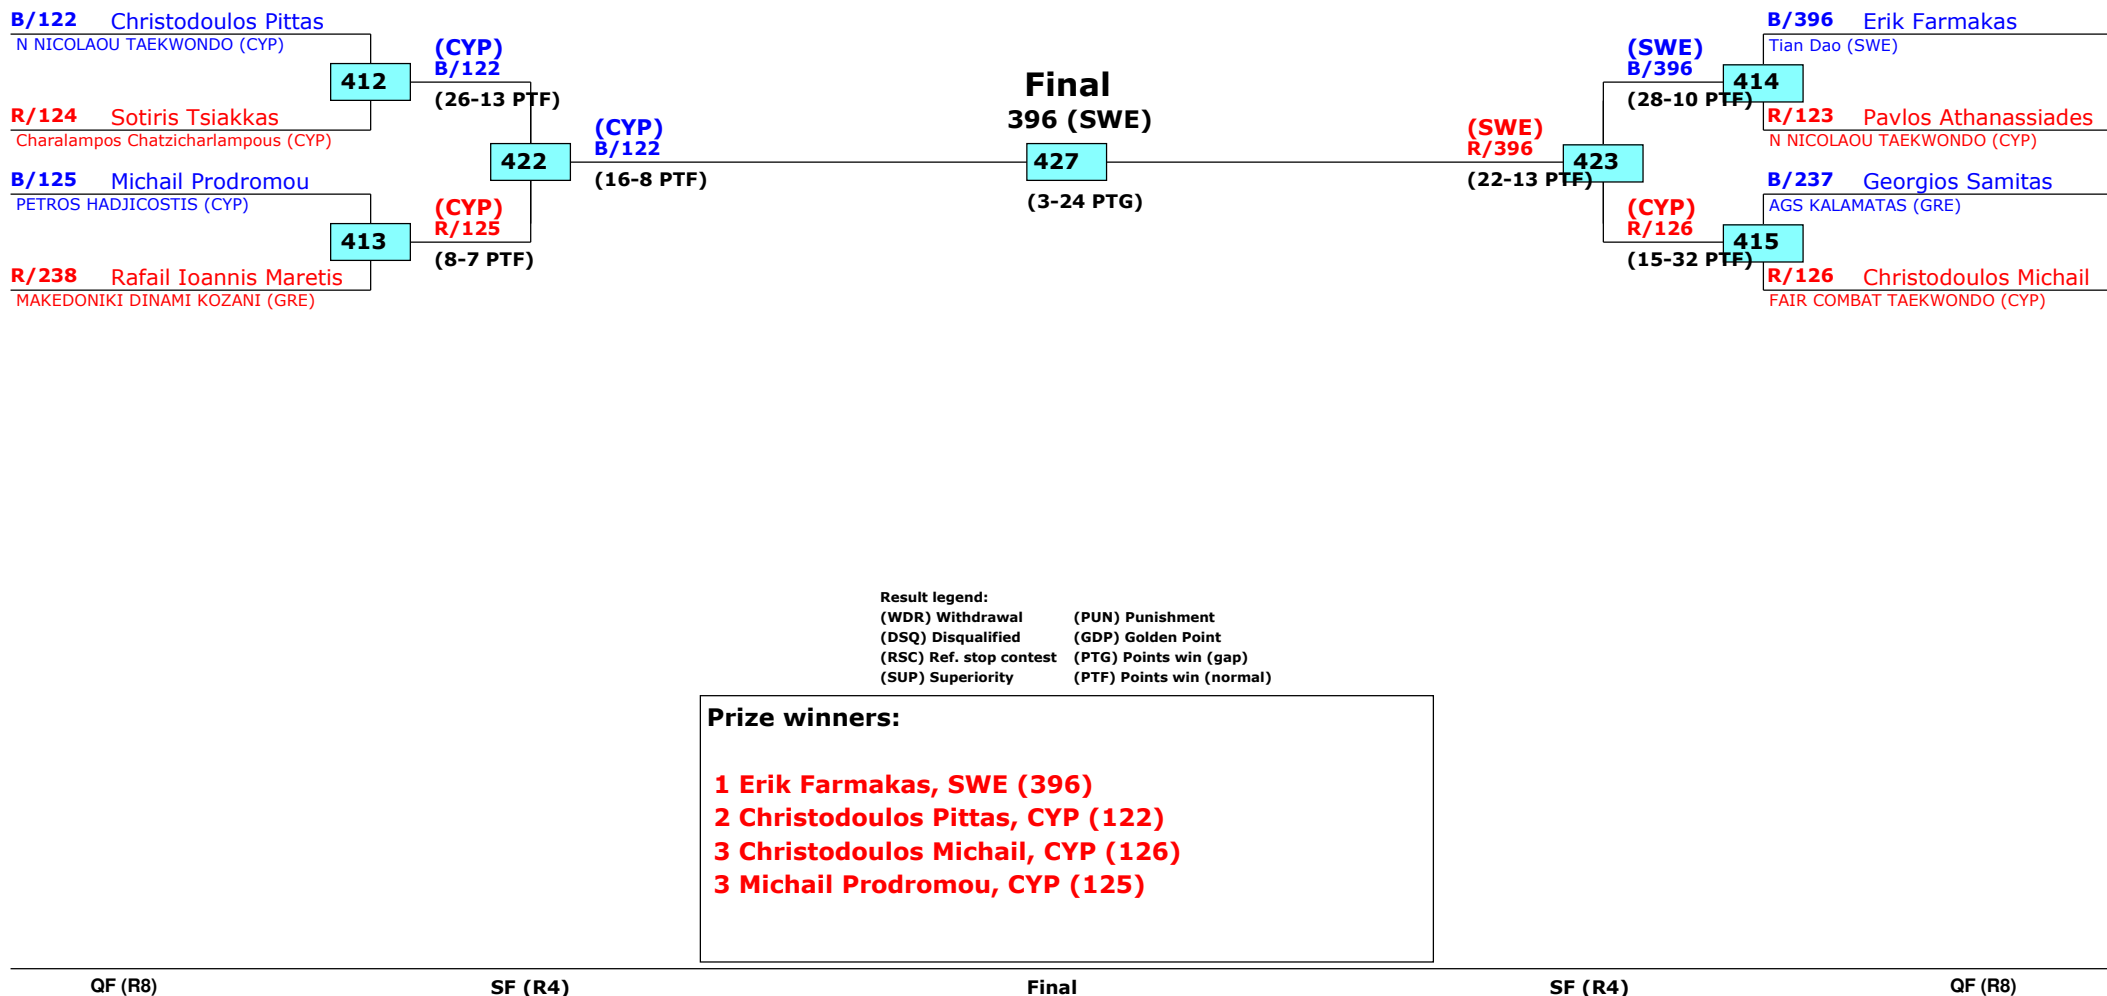 B/122 Christodoulos Pittas
N NICOLAOU TAEKWONDO (CYP)
412
R/124 Sotiris Tsiakkas
Charalampos Chatzicharlampous (CYP)
(CYP)
B/122
(26-13 PTF)
B/125 Michail Prodromou
PETROS HADJICOSTIS (CYP)
413
R/238 Rafail Ioannis Maretis
MAKEDONIKI DINAMI KOZANI (GRE)
(CYP)
R/125
(8-7 PTF)
422
(CYP)
B/122
(16-8 PTF)
Final
396 (SWE)
427
(3-24 PTG)
(SWE)
R/396
(22-13 PTF)
423
(SWE)
B/396
(28-10 PTF)
414
B/396 Erik Farmakas
Tian Dao (SWE)
R/123 Pavlos Athanassiades
N NICOLAOU TAEKWONDO (CYP)
(CYP)
R/126
(15-32 PTF)
415
B/237 Georgios Samitas
AGS KALAMATAS (GRE)
R/126 Christodoulos Michail
FAIR COMBAT TAEKWONDO (CYP)
Result legend:
(WDR) Withdrawal (PUN) Punishment
(DSQ) Disqualified (GDP) Golden Point
(RSC) Ref. stop contest (PTG) Points win (gap)
(SUP) Superiority (PTF) Points win (normal)
Prize winners:
1 Erik Farmakas, SWE (396)
2 Christodoulos Pittas, CYP (122)
3 Christodoulos Michail, CYP (126)
3 Michail Prodromou, CYP (125)
QF (R8) SF (R4) Final SF (R4) QF (R8)